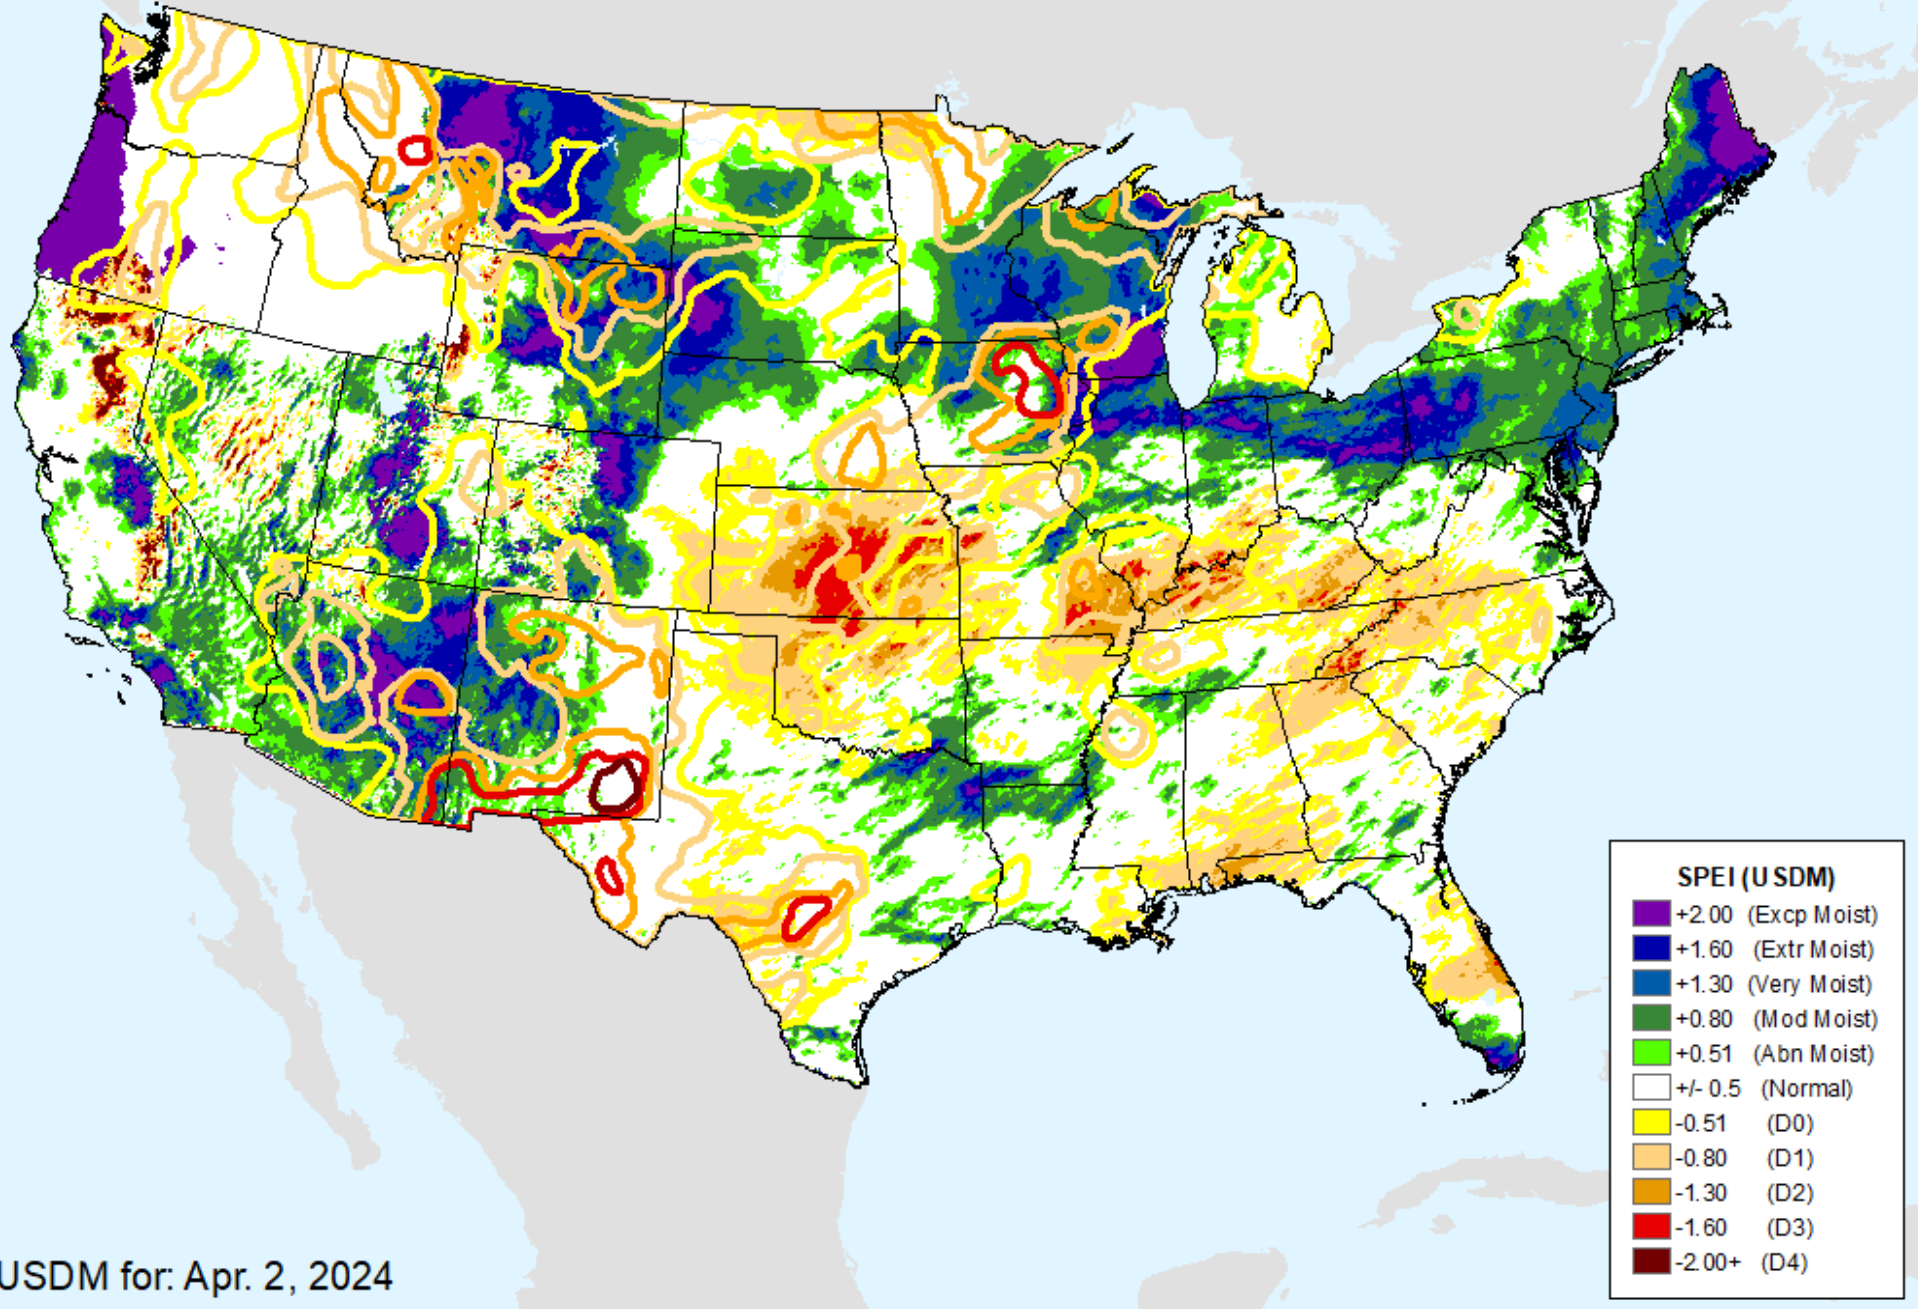 SPEI (USDM)
+2.00 (Excp Moist)
+1.60 (Extr Moist)
+1.30 (Very Moist)
+0.80 (Mod Moist)
+0.51 (Abn Moist)
+/- 0.5 (Normal)
-0.51 (D0)
-0.80 (D1)
-1.30 (D2)
-1.60 (D3)
-2.00+ (D4)
USDM for: Apr. 2, 2024